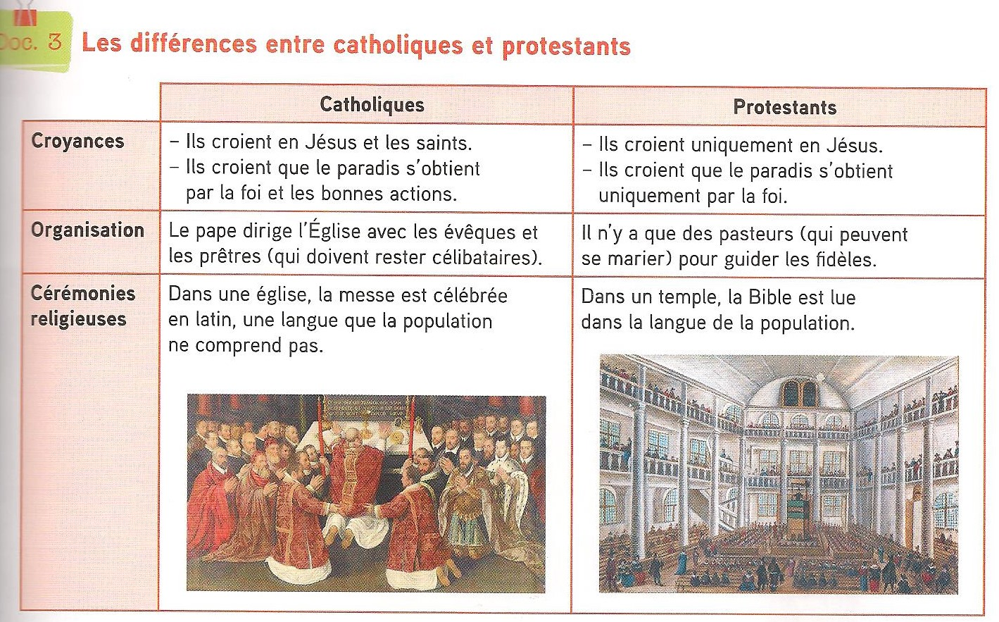 Doc. 3
Les différences entre catholiques et protestants
Catholiques
Protestants
Croyances
– Ils croient en Jésus et les saints.
– Ils croient que le paradis s'obtient
par la foi et les bonnes actions.
– Ils croient uniquement en Jésus.
– Ils croient que le paradis s'obtient
uniquement par la foi.
Organisation
Le pape dirige l'Église avec les évêques et
les prêtres (qui doivent rester célibataires).
Il n'y a que des pasteurs (qui peuvent
se marier) pour guider les fidèles.
Cérémonies
religieuses
Dans une église, la messe est célébrée
en latin, une langue que la population
ne comprend pas.
Dans un temple, la Bible est lue
dans la langue de la population.